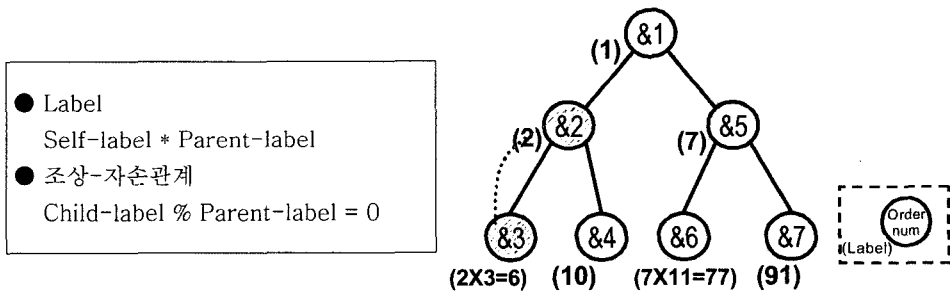 ● Label
Self-label * Parent-label
● 조상-자손관계
Child-label % Parent-label = 0
&1
(1)
&2
(2)
&5
(7)
&3
&4
&6
&7
(2X3=6)
(10)
(7X11=77)
(91)
Order
num
(Label)